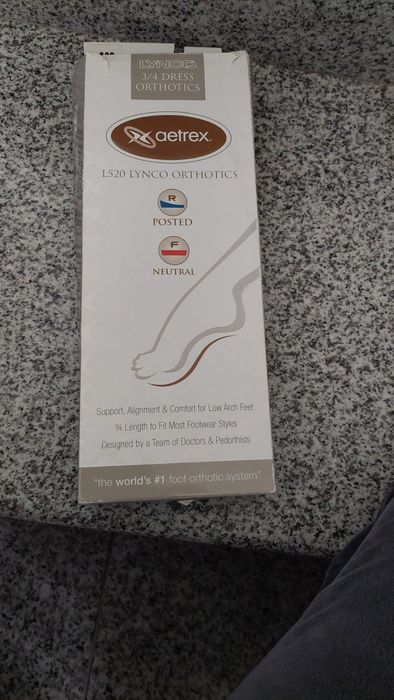 LYNCO
3/4 DRESS
ORTHOTICS
aetrex
L520 LYNCO ORTHOTICS
R
POSTED
F
NEUTRAL
Support, Alignment & Comfort for Low Arch Feet
¾ Length to Fit Most Footwear Styles
Designed by a Team of Doctors & Pedorthists
"the world's #1 foot orthotic system"